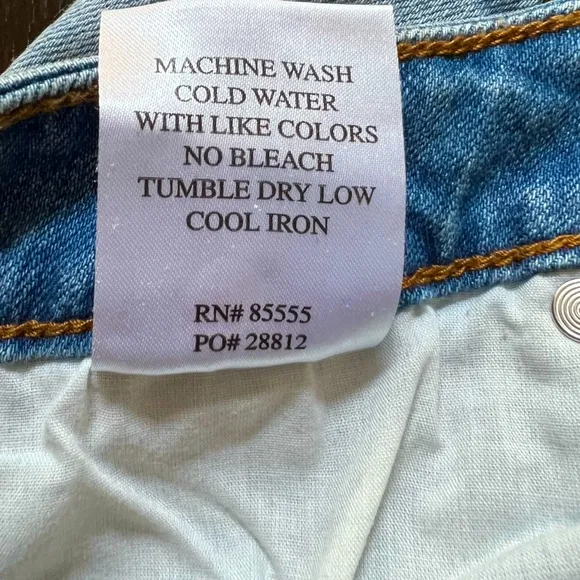 MACHINE WASH
COLD WATER
WITH LIKE COLORS
NO BLEACH
TUMBLE DRY LOW
COOL IRON
RN# 85555
PO# 28812